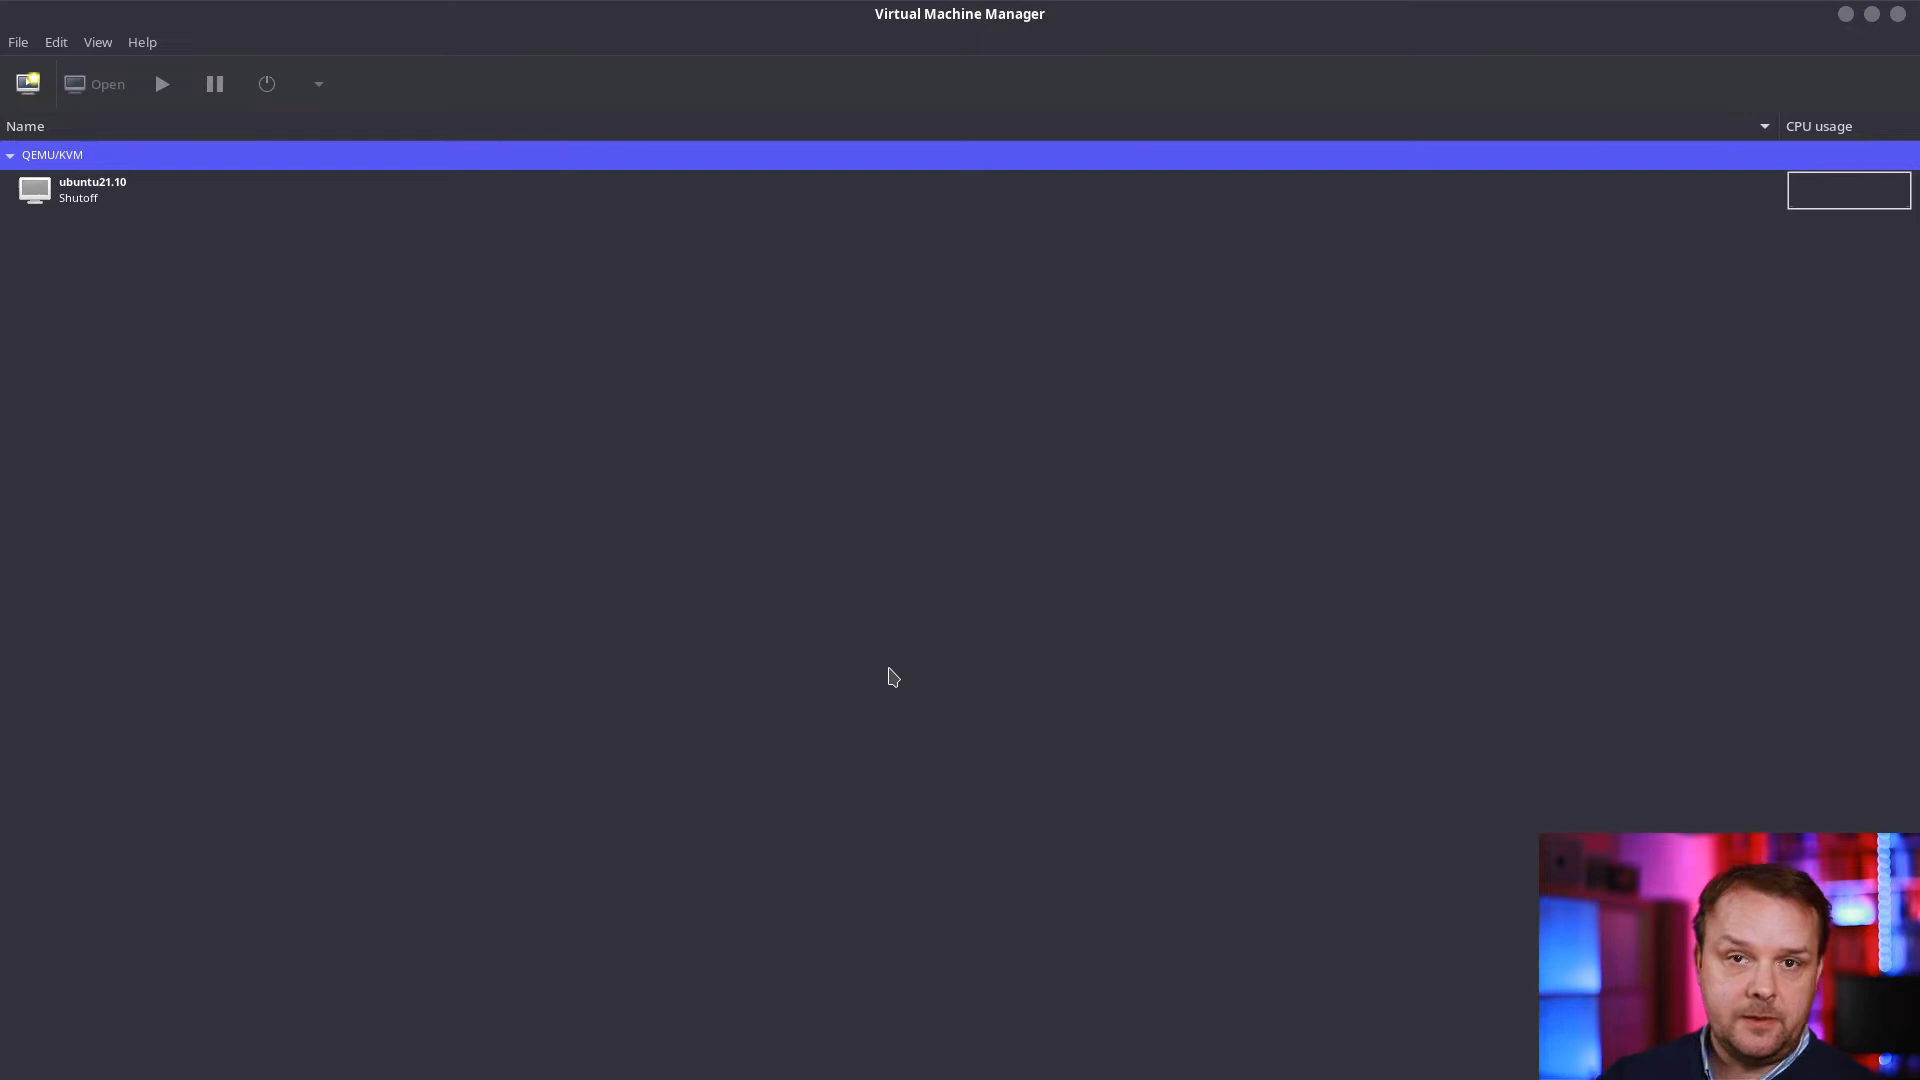 Virtual Machine Manager
File Edit View Help
Open
Name CPU usage
QEMU/KVM
ubuntu21.10
Shutoff